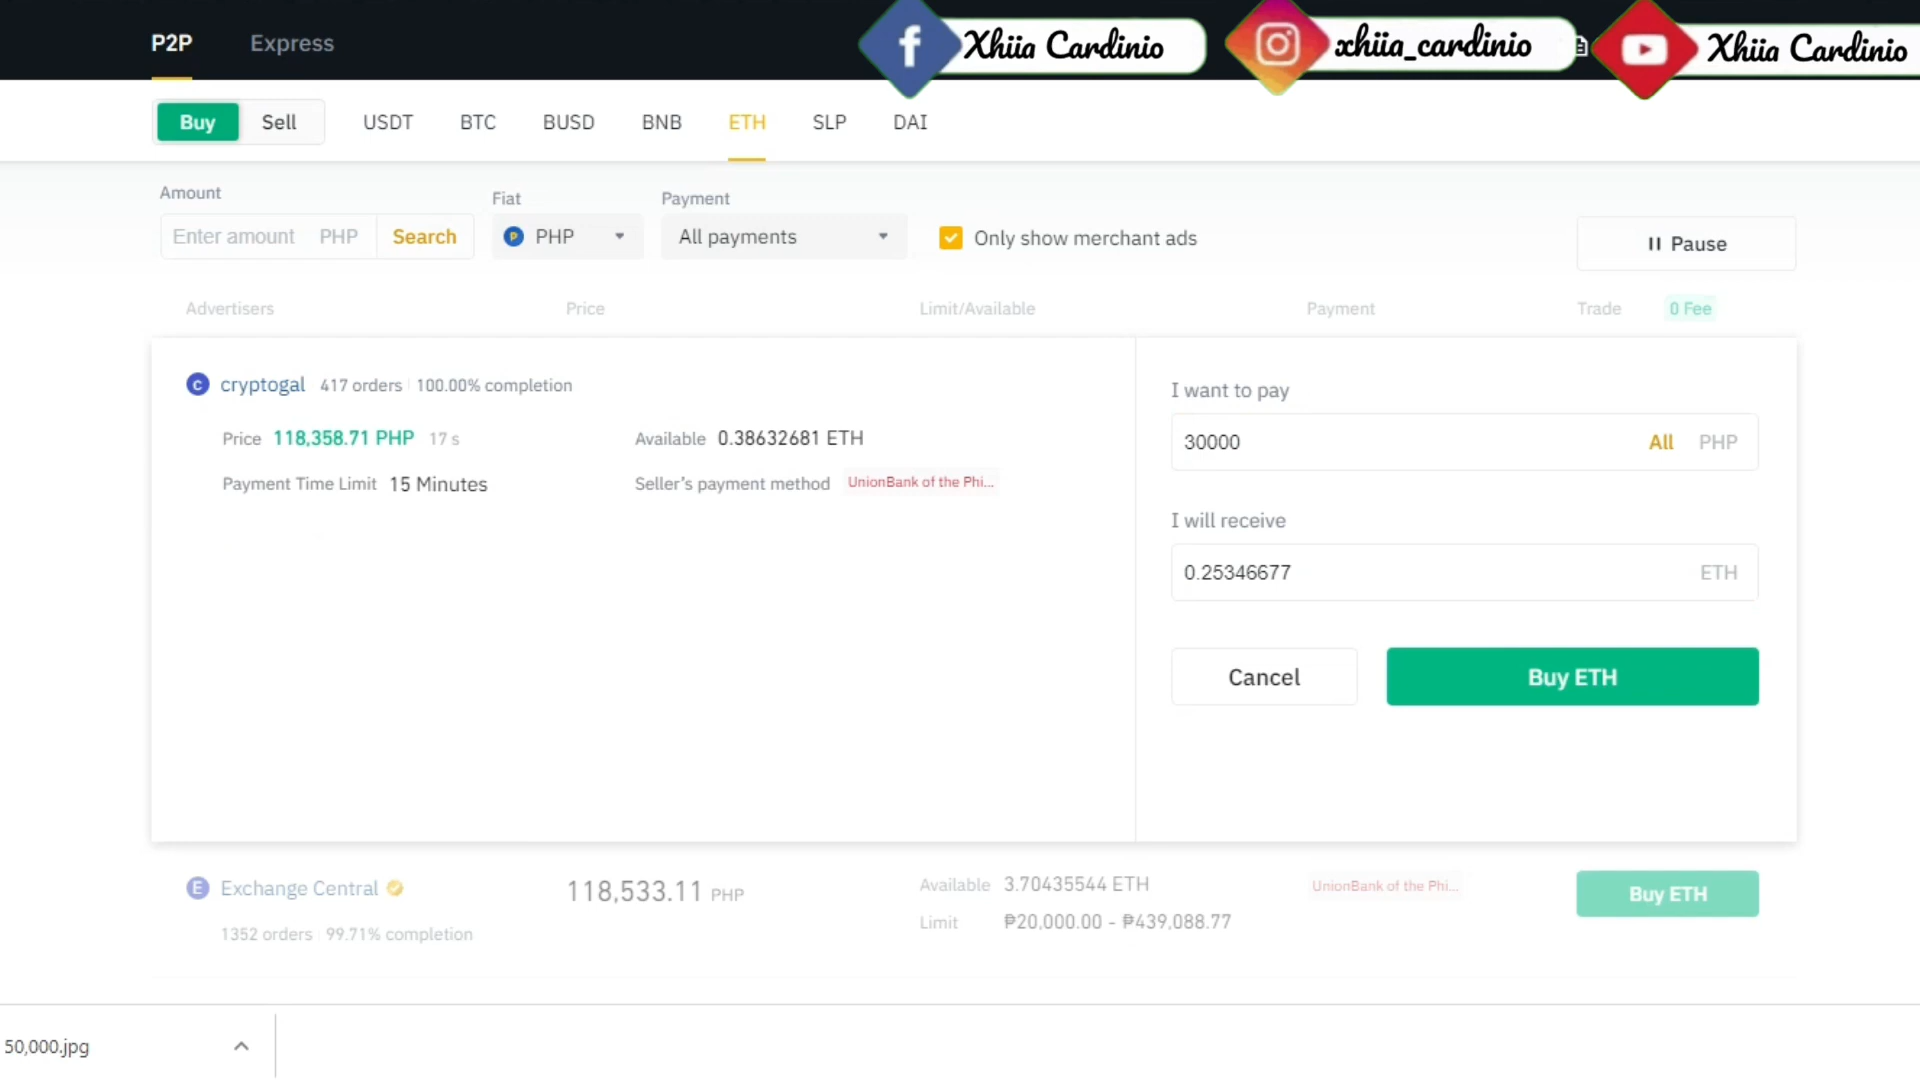 P2P Express Xhiia Cardinio xhiia_cardinio Xhiia Cardinio
Buy Sell USDT BTC BUSD BNB ETH SLP DAI
Amount Fiat Payment
Enter amount PHP Search PHP All payments Only show merchant ads Pause
Advertisers Price Limit/Available Payment Trade 0 Fee
cryptogal 417 orders 100.00% completion
Price 118,358.71 PHP 17 s Available 0.38632681 ETH
Payment Time Limit 15 Minutes Seller's payment method UnionBank of the Phi...
I want to pay
30000 All PHP
I will receive
0.25346677 ETH
Cancel Buy ETH
Exchange Central 118,533.11 PHP Available 3.70435544 ETH UnionBank of the Phi... Buy ETH
1352 orders 99.71% completion Limit ₱20,000.00 - ₱439,088.77
50,000.jpg